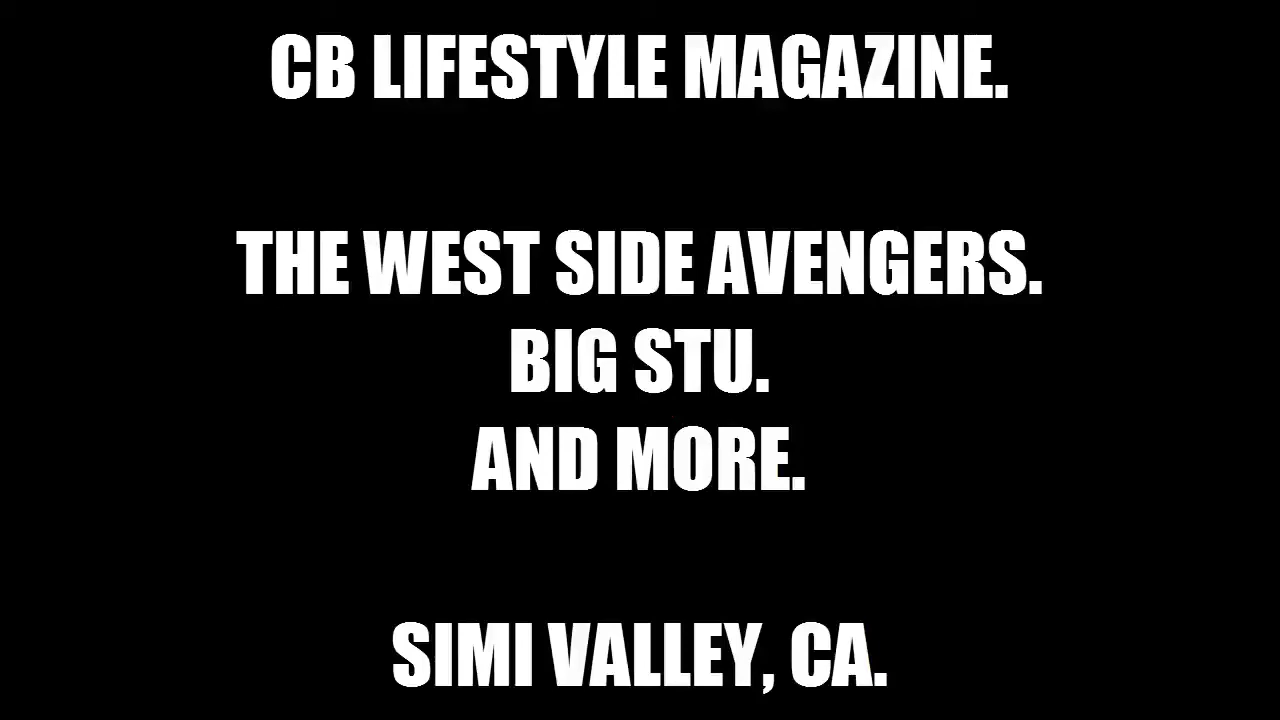 CB LIFESTYLE MAGAZINE.
THE WEST SIDE AVENGERS.
BIG STU.
AND MORE.
SIMI VALLEY, CA.